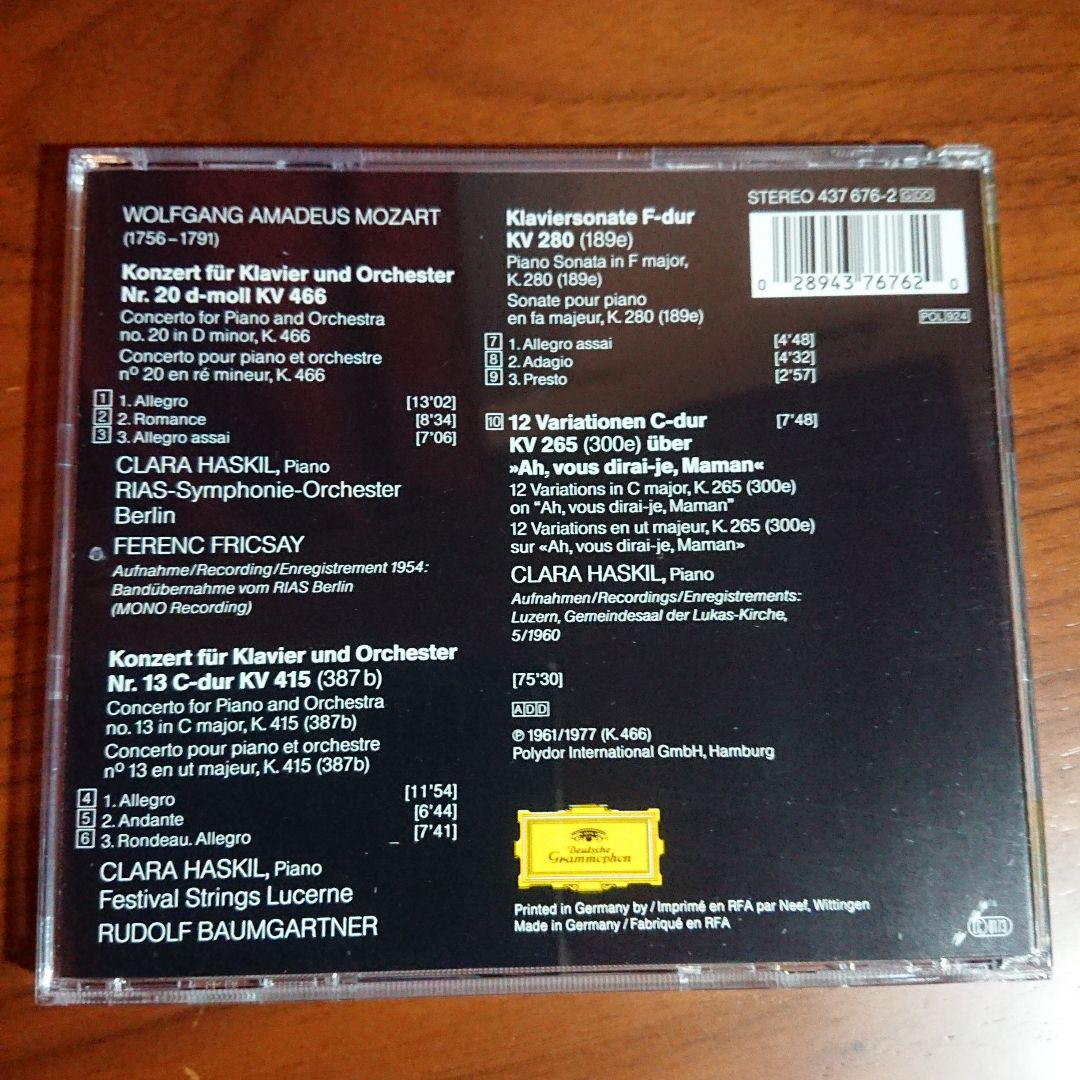 WOLFGANG AMADEUS MOZART
(1756–1791)
Konzert für Klavier und Orchester
Nr. 20 d-moll KV 466
Concerto for Piano and Orchestra
no. 20 in D minor, K. 466
Concerto pour piano et orchestre
nº 20 en ré mineur, K. 466
1 1. Allegro [13'02]
2 2. Romance [8'34]
3 3. Allegro assai [7'06]
CLARA HASKIL, Piano
RIAS-Symphonie-Orchester
Berlin
FERENC FRICSAY
Aufnahme/Recording/Enregistrement 1954:
Bandübernahme vom RIAS Berlin
(MONO Recording)
Konzert für Klavier und Orchester
Nr. 13 C-dur KV 415 (387b)
Concerto for Piano and Orchestra
no. 13 in C major, K. 415 (387b)
Concerto pour piano et orchestre
nº 13 en ut majeur, K. 415 (387b)
4 1. Allegro [11'54]
5 2. Andante [6'44]
6 3. Rondeau. Allegro [7'41]
CLARA HASKIL, Piano
Festival Strings Lucerne
RUDOLF BAUMGARTNER
Klaviersonate F-dur
KV 280 (189e)
Piano Sonata in F major,
K. 280 (189e)
Sonate pour piano
en fa majeur, K. 280 (189e)
7 1. Allegro assai [4'48]
8 2. Adagio [4'32]
9 3. Presto [2'57]
10 12 Variationen C-dur [7'48]
KV 265 (300e) über
»Ah, vous dirai-je, Maman«
12 Variations in C major, K. 265 (300e)
on “Ah, vous dirai-je, Maman”
12 Variations en ut majeur, K. 265 (300e)
sur «Ah, vous dirai-je, Maman»
CLARA HASKIL, Piano
Aufnahmen/Recordings/Enregistrements:
Luzern, Gemeindesaal der Lukas-Kirche,
5/1960
[75'30]
ADD
℗ 1961/1977 (K. 466)
Polydor International GmbH, Hamburg
Deutsche
Grammophon
Printed in Germany by / Imprimé en RFA par Neef, Wittingen
Made in Germany / Fabriqué en RFA
STEREO 437 676-2 GDO
0 28943 76762 0
POL 924
LC 0173